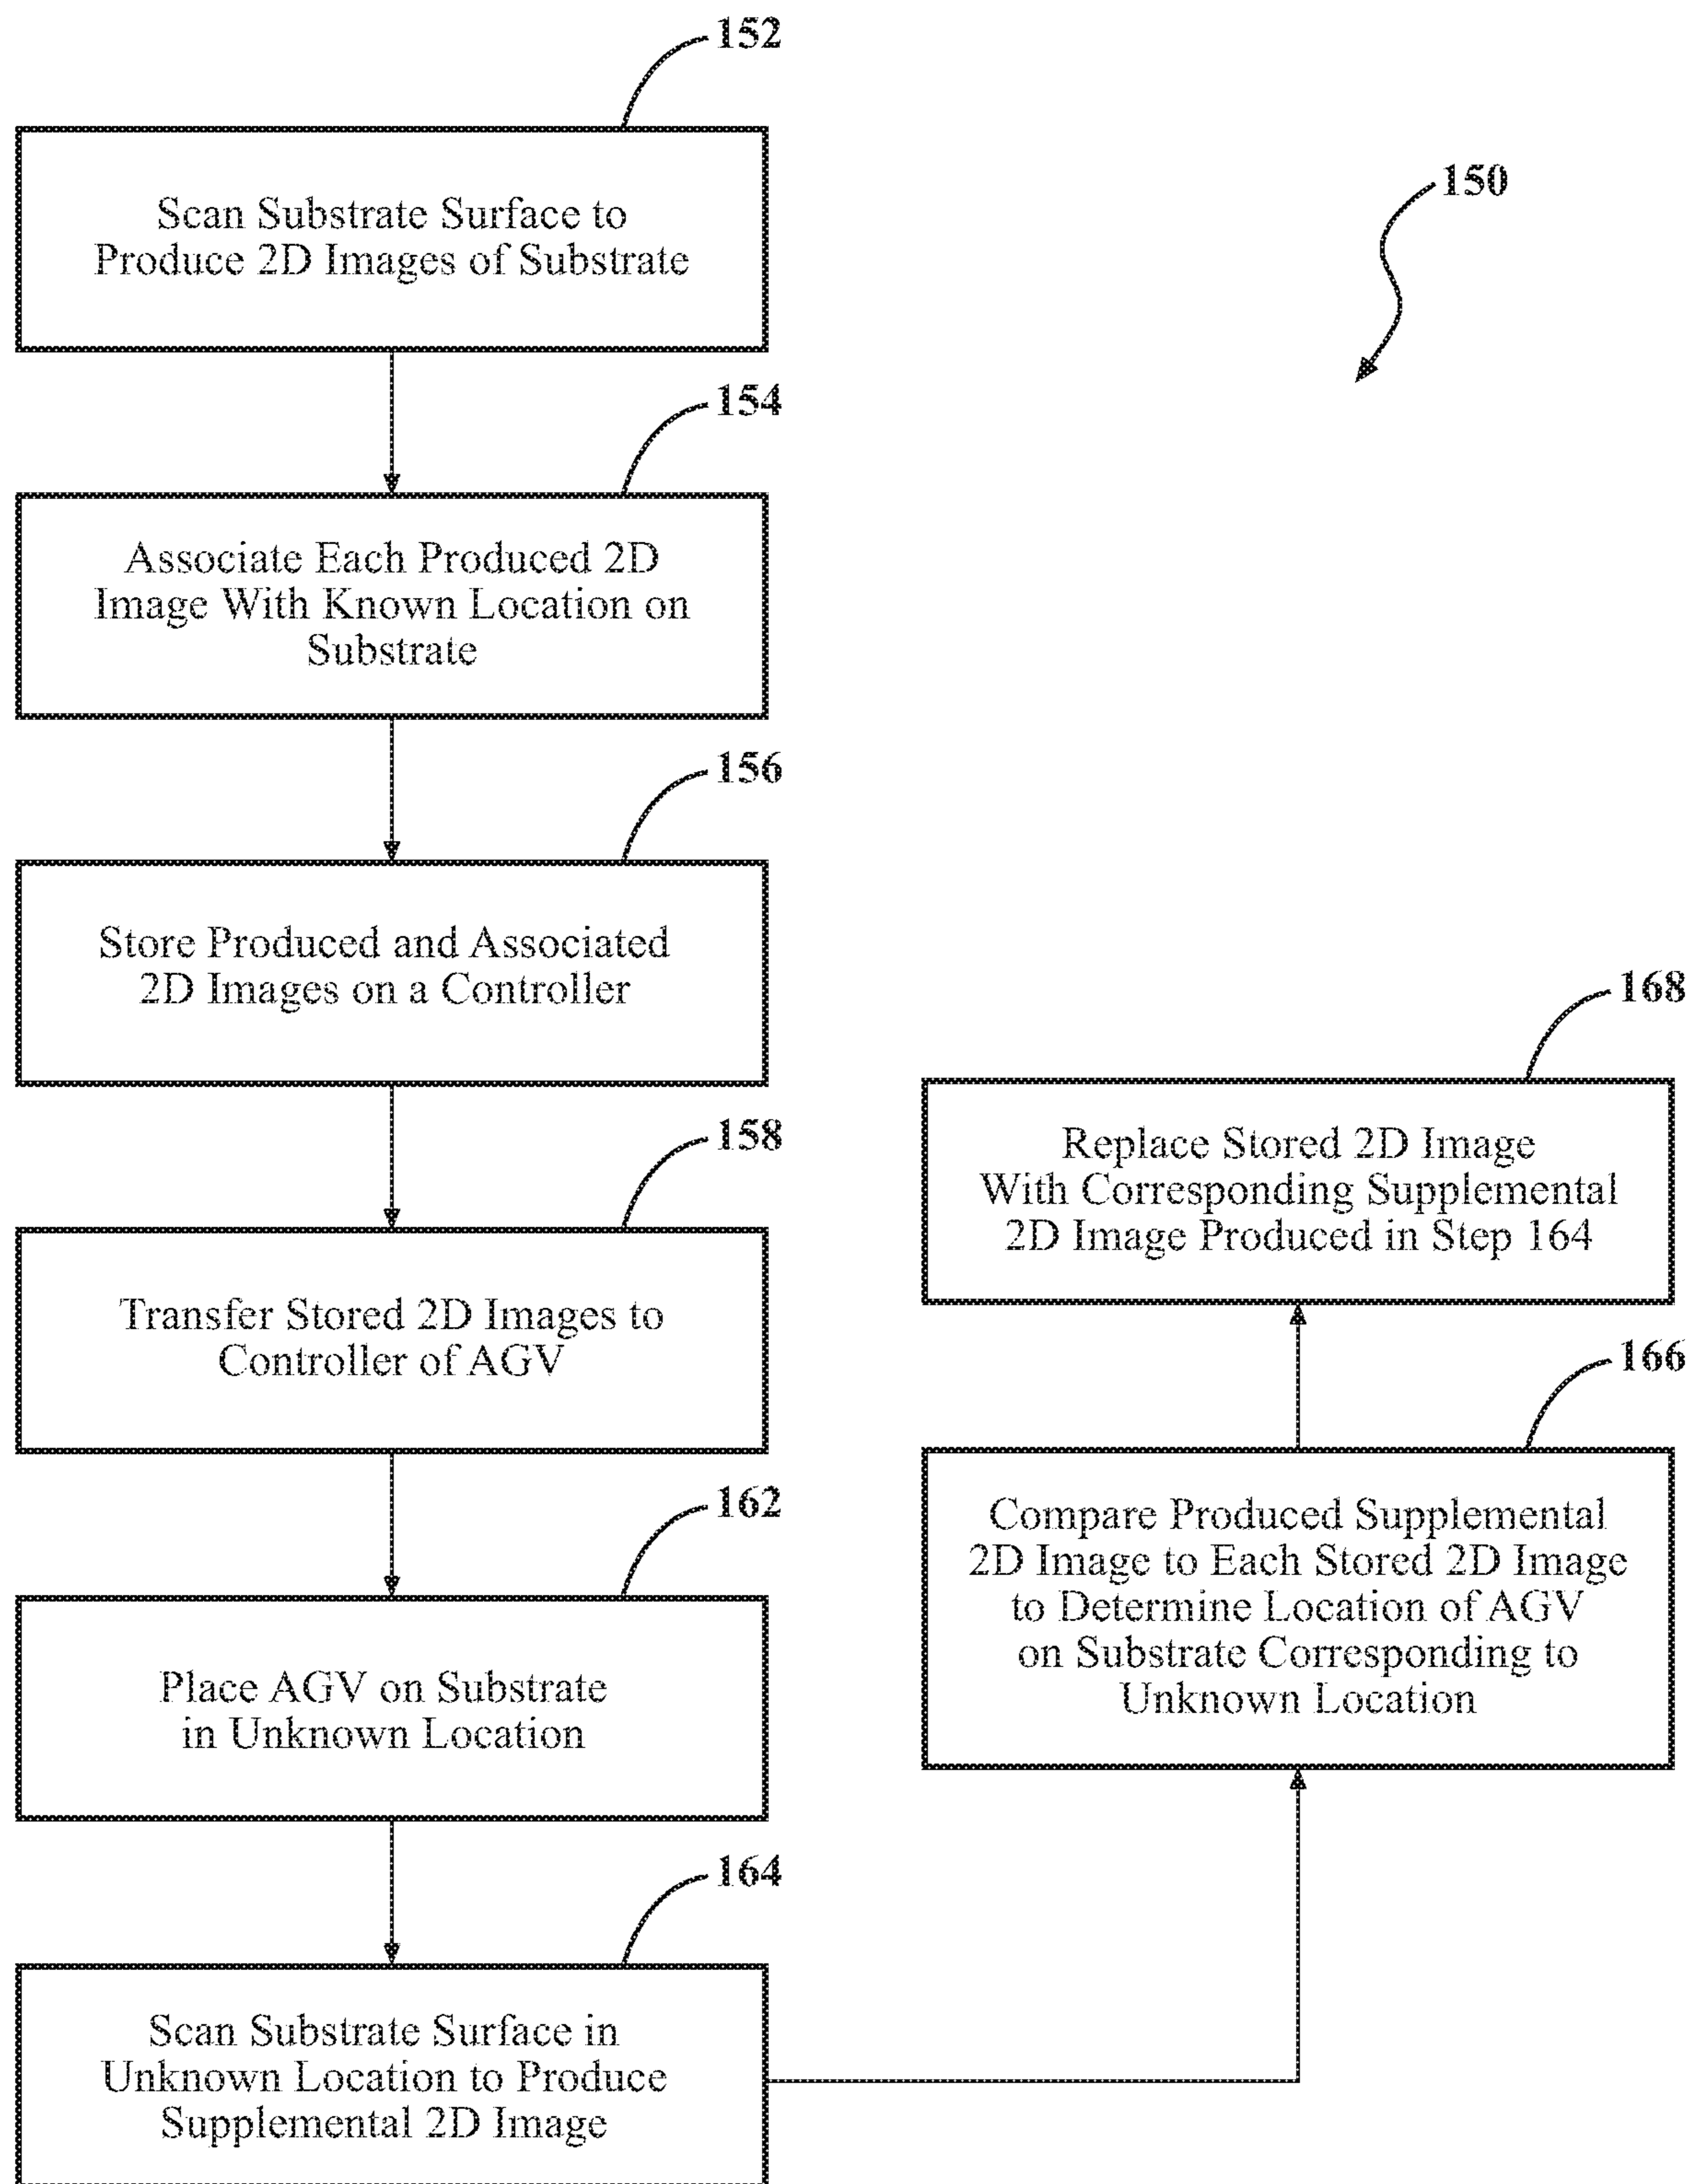 152
Scan Substrate Surface to
Produce 2D Images of Substrate
150
154
Associate Each Produced 2D
Image With Known Location on
Substrate
156
Store Produced and Associated
2D Images on a Controller
158
Transfer Stored 2D Images to
Controller of AGV
162
Place AGV on Substrate
in Unknown Location
164
Scan Substrate Surface in
Unknown Location to Produce
Supplemental 2D Image
166
Compare Produced Supplemental
2D Image to Each Stored 2D Image
to Determine Location of AGV
on Substrate Corresponding to
Unknown Location
168
Replace Stored 2D Image
With Corresponding Supplemental
2D Image Produced in Step 164